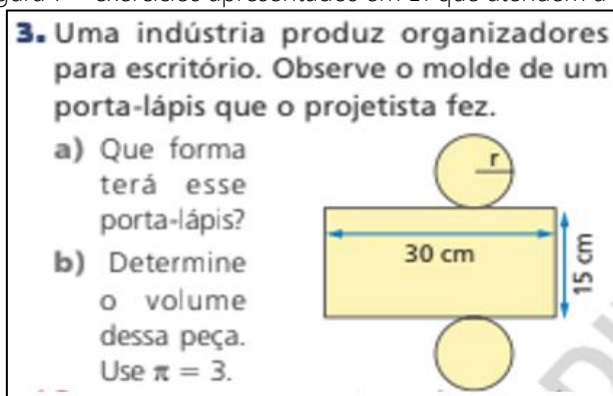 3. Uma indústria produz organizadores
para escritório. Observe o molde de um
porta-lápis que o projetista fez.
a) Que forma
terá esse
porta-lápis?
b) Determine
o volume
dessa peça.
Use π = 3.
r
30 cm
15 cm